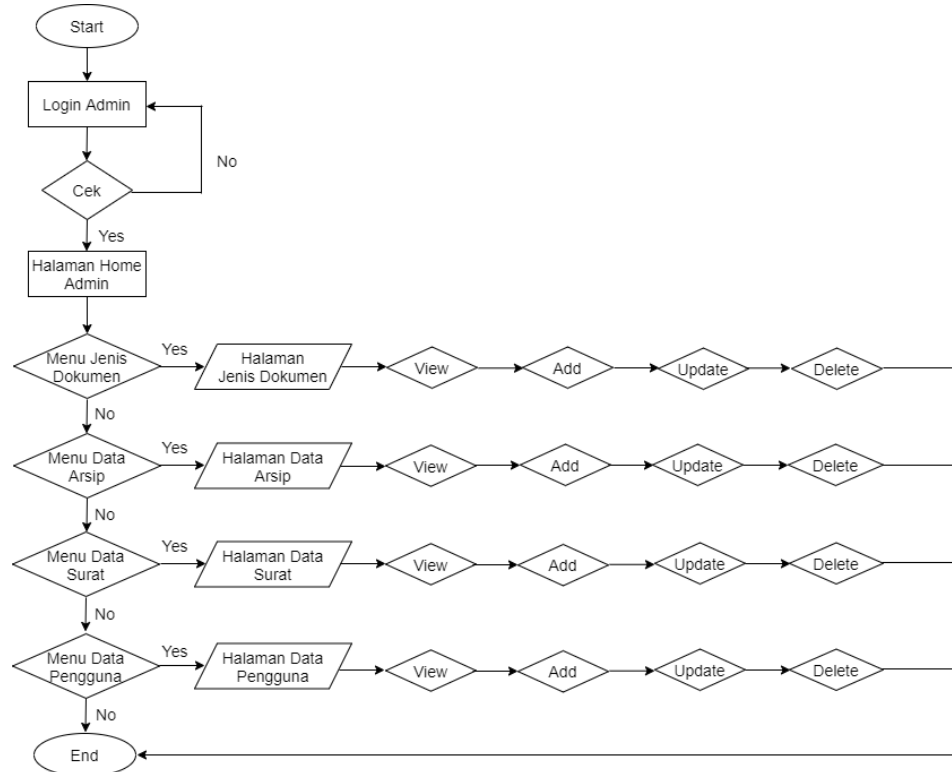 Start
Login Admin
No
Cek
Yes
Halaman Home
Admin
Menu Jenis
Dokumen
Yes
Halaman
Jenis Dokumen
View
Add
Update
Delete
No
Menu Data
Arsip
Yes
Halaman Data
Arsip
View
Add
Update
Delete
No
Menu Data
Surat
Yes
Halaman Data
Surat
View
Add
Update
Delete
No
Menu Data
Pengguna
Yes
Halaman Data
Pengguna
View
Add
Update
Delete
No
End